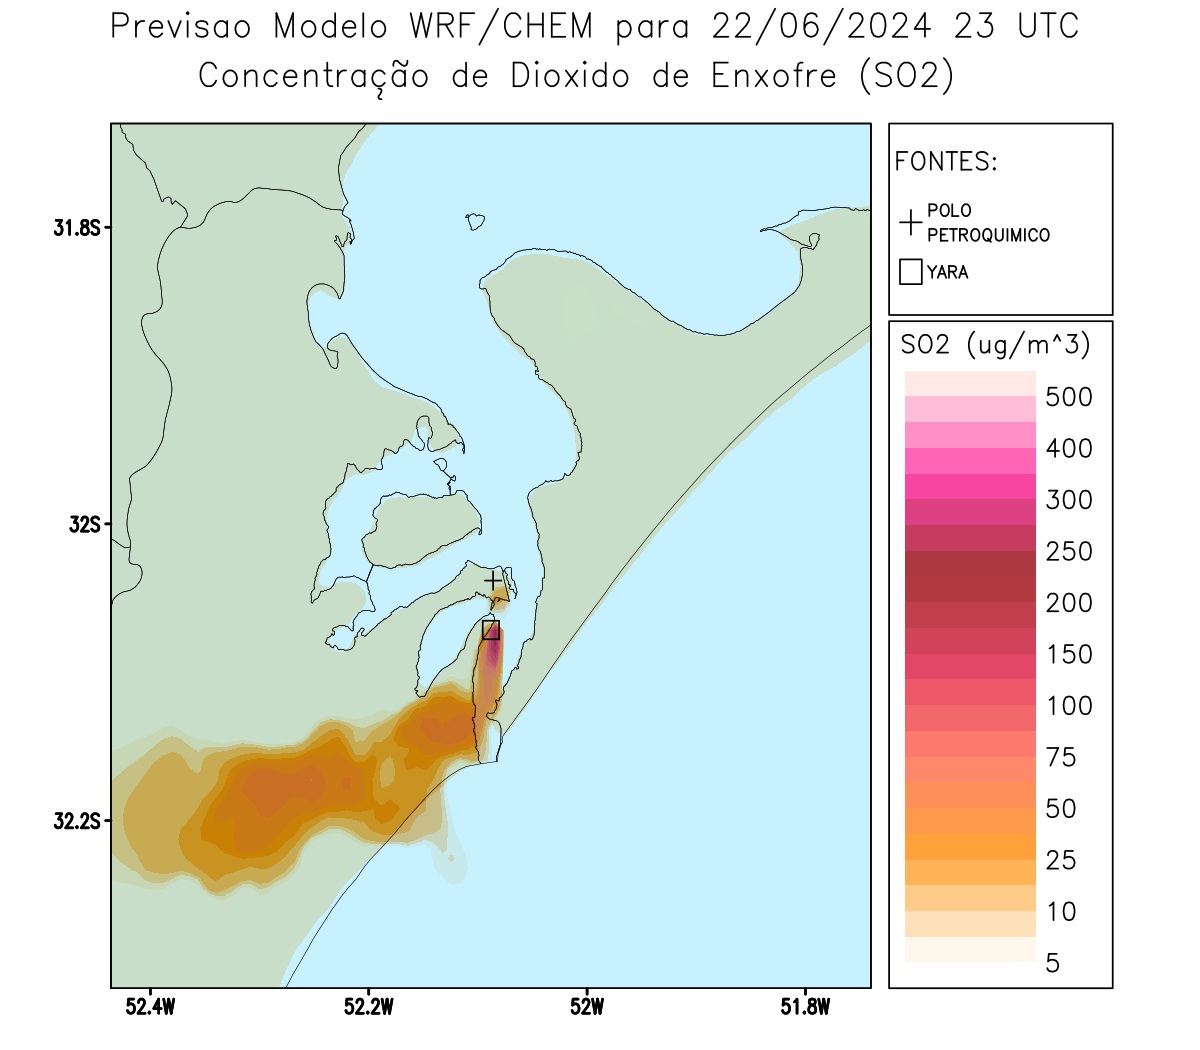 Previsao Modelo WRF/CHEM para 22/06/2024 23 UTC
Concentração de Dioxido de Enxofre (SO2)
FONTES:
POLO
PETROQUIMICO
YARA
31.8S
32S
32.2S
52.4W
52.2W
52W
51.8W
SO2 (ug/m^3)
500
400
300
250
200
150
100
75
50
25
10
5